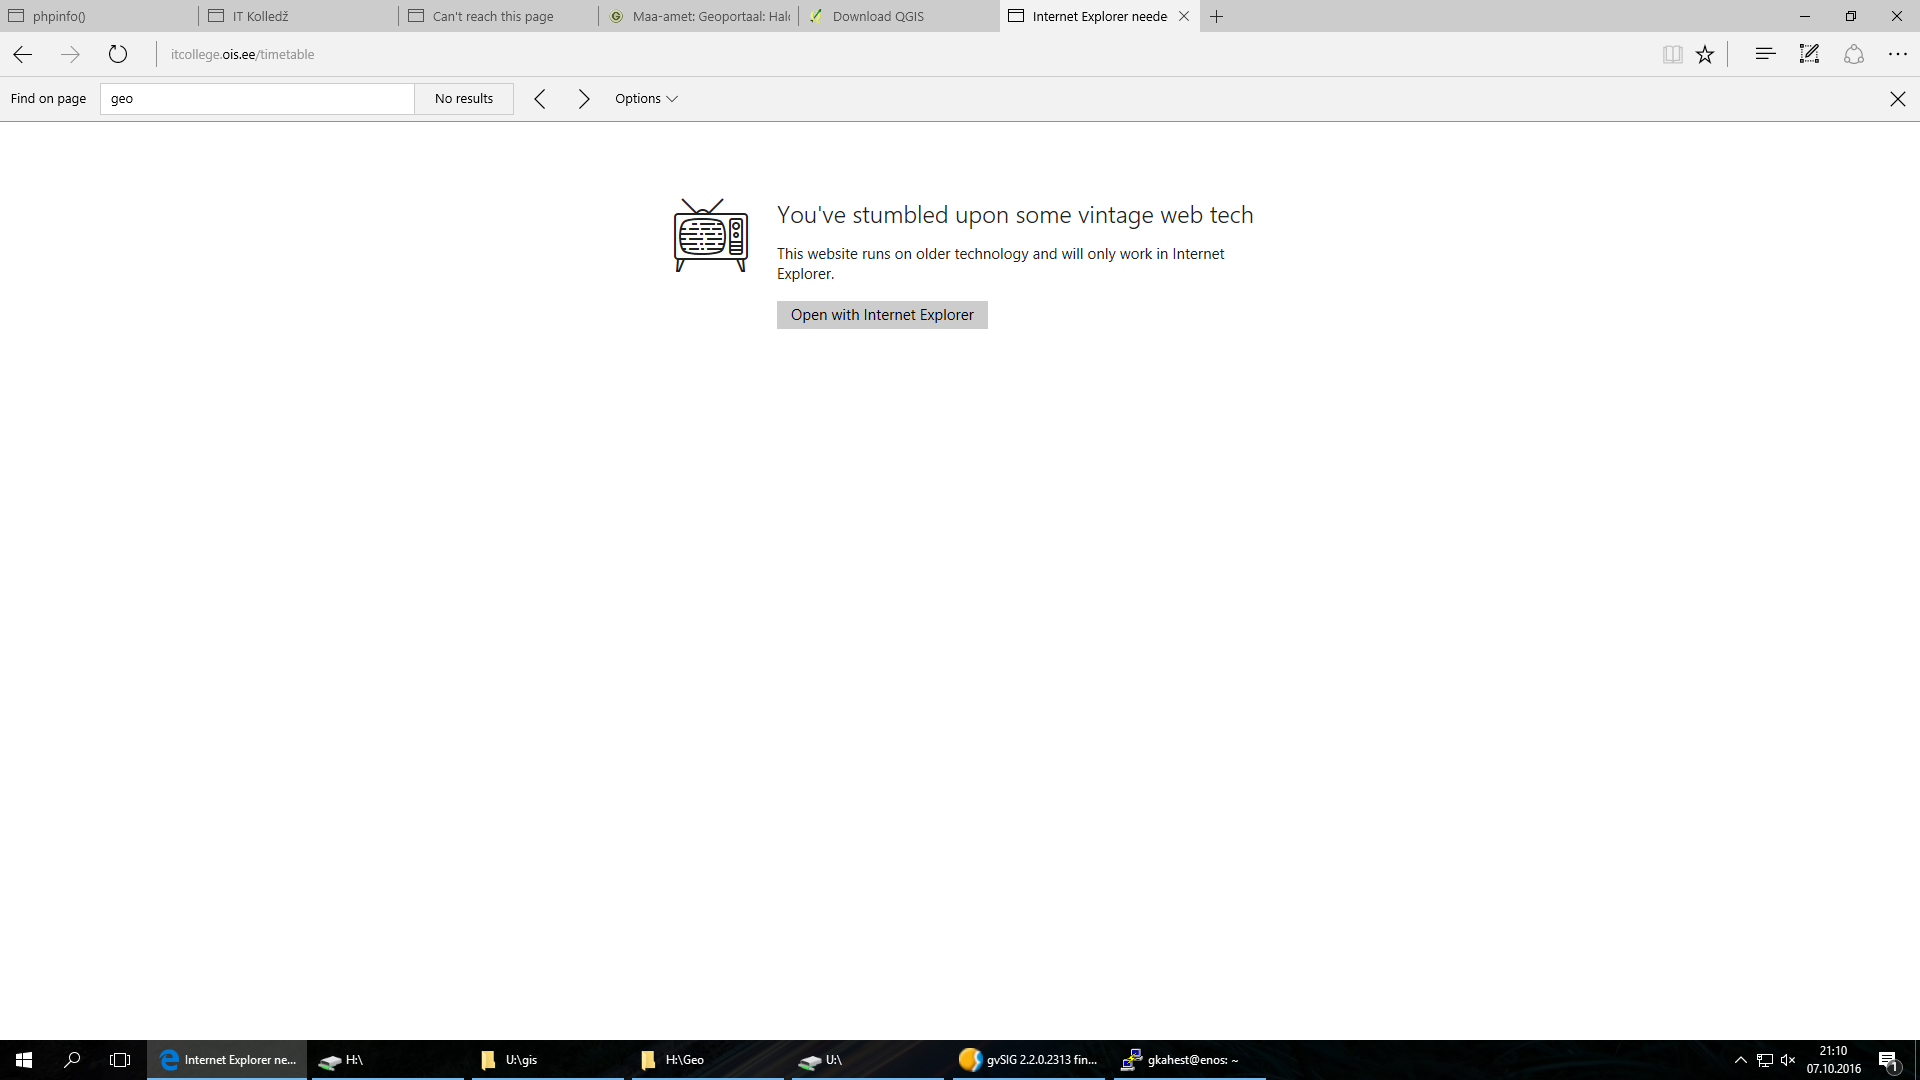 phpinfo()
IT Kolledž
Can't reach this page
Maa-amet: Geoportaal: Hal
Download QGIS
Internet Explorer neede
itcollege.ois.ee/timetable
Find on page
geo
No results
Options
You've stumbled upon some vintage web tech
This website runs on older technology and will only work in Internet
Explorer.
Open with Internet Explorer
Internet Explorer ne...
H:\
U:\gis
H:\Geo
U:\
gvSIG 2.2.0.2313 fin...
gkahest@enos: ~
21:10
07.10.2016
1